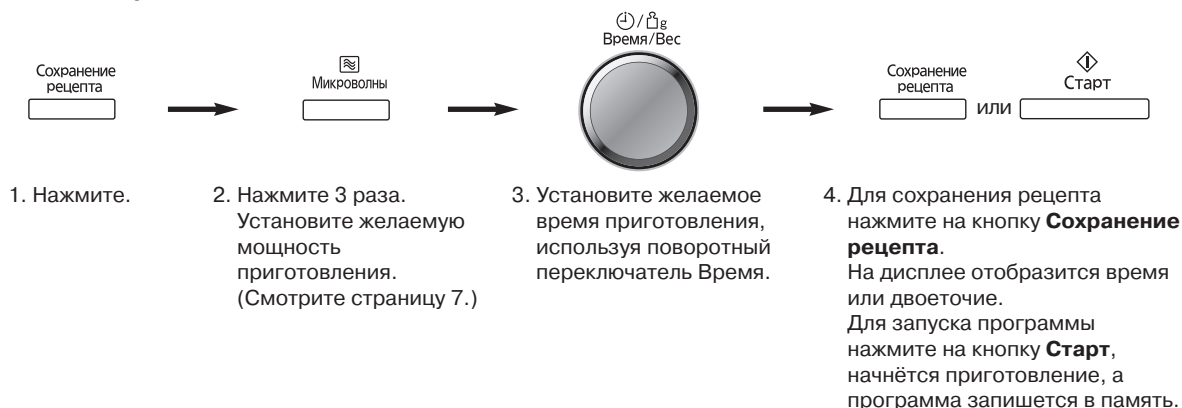 / g
Время/Вес
Сохранение
рецепта
Микроволны
Сохранение
рецепта
или
Старт
1. Нажмите.
2. Нажмите 3 раза.
Установите желаемую
мощность
приготовления.
(Смотрите страницу 7.)
3. Установите желаемое
время приготовления,
используя поворотный
переключатель Время.
4. Для сохранения рецепта
нажмите на кнопку Сохранение
рецепта.
На дисплее отобразится время
или двоеточие.
Для запуска программы
нажмите на кнопку Старт,
начнётся приготовление, а
программа запишется в память.